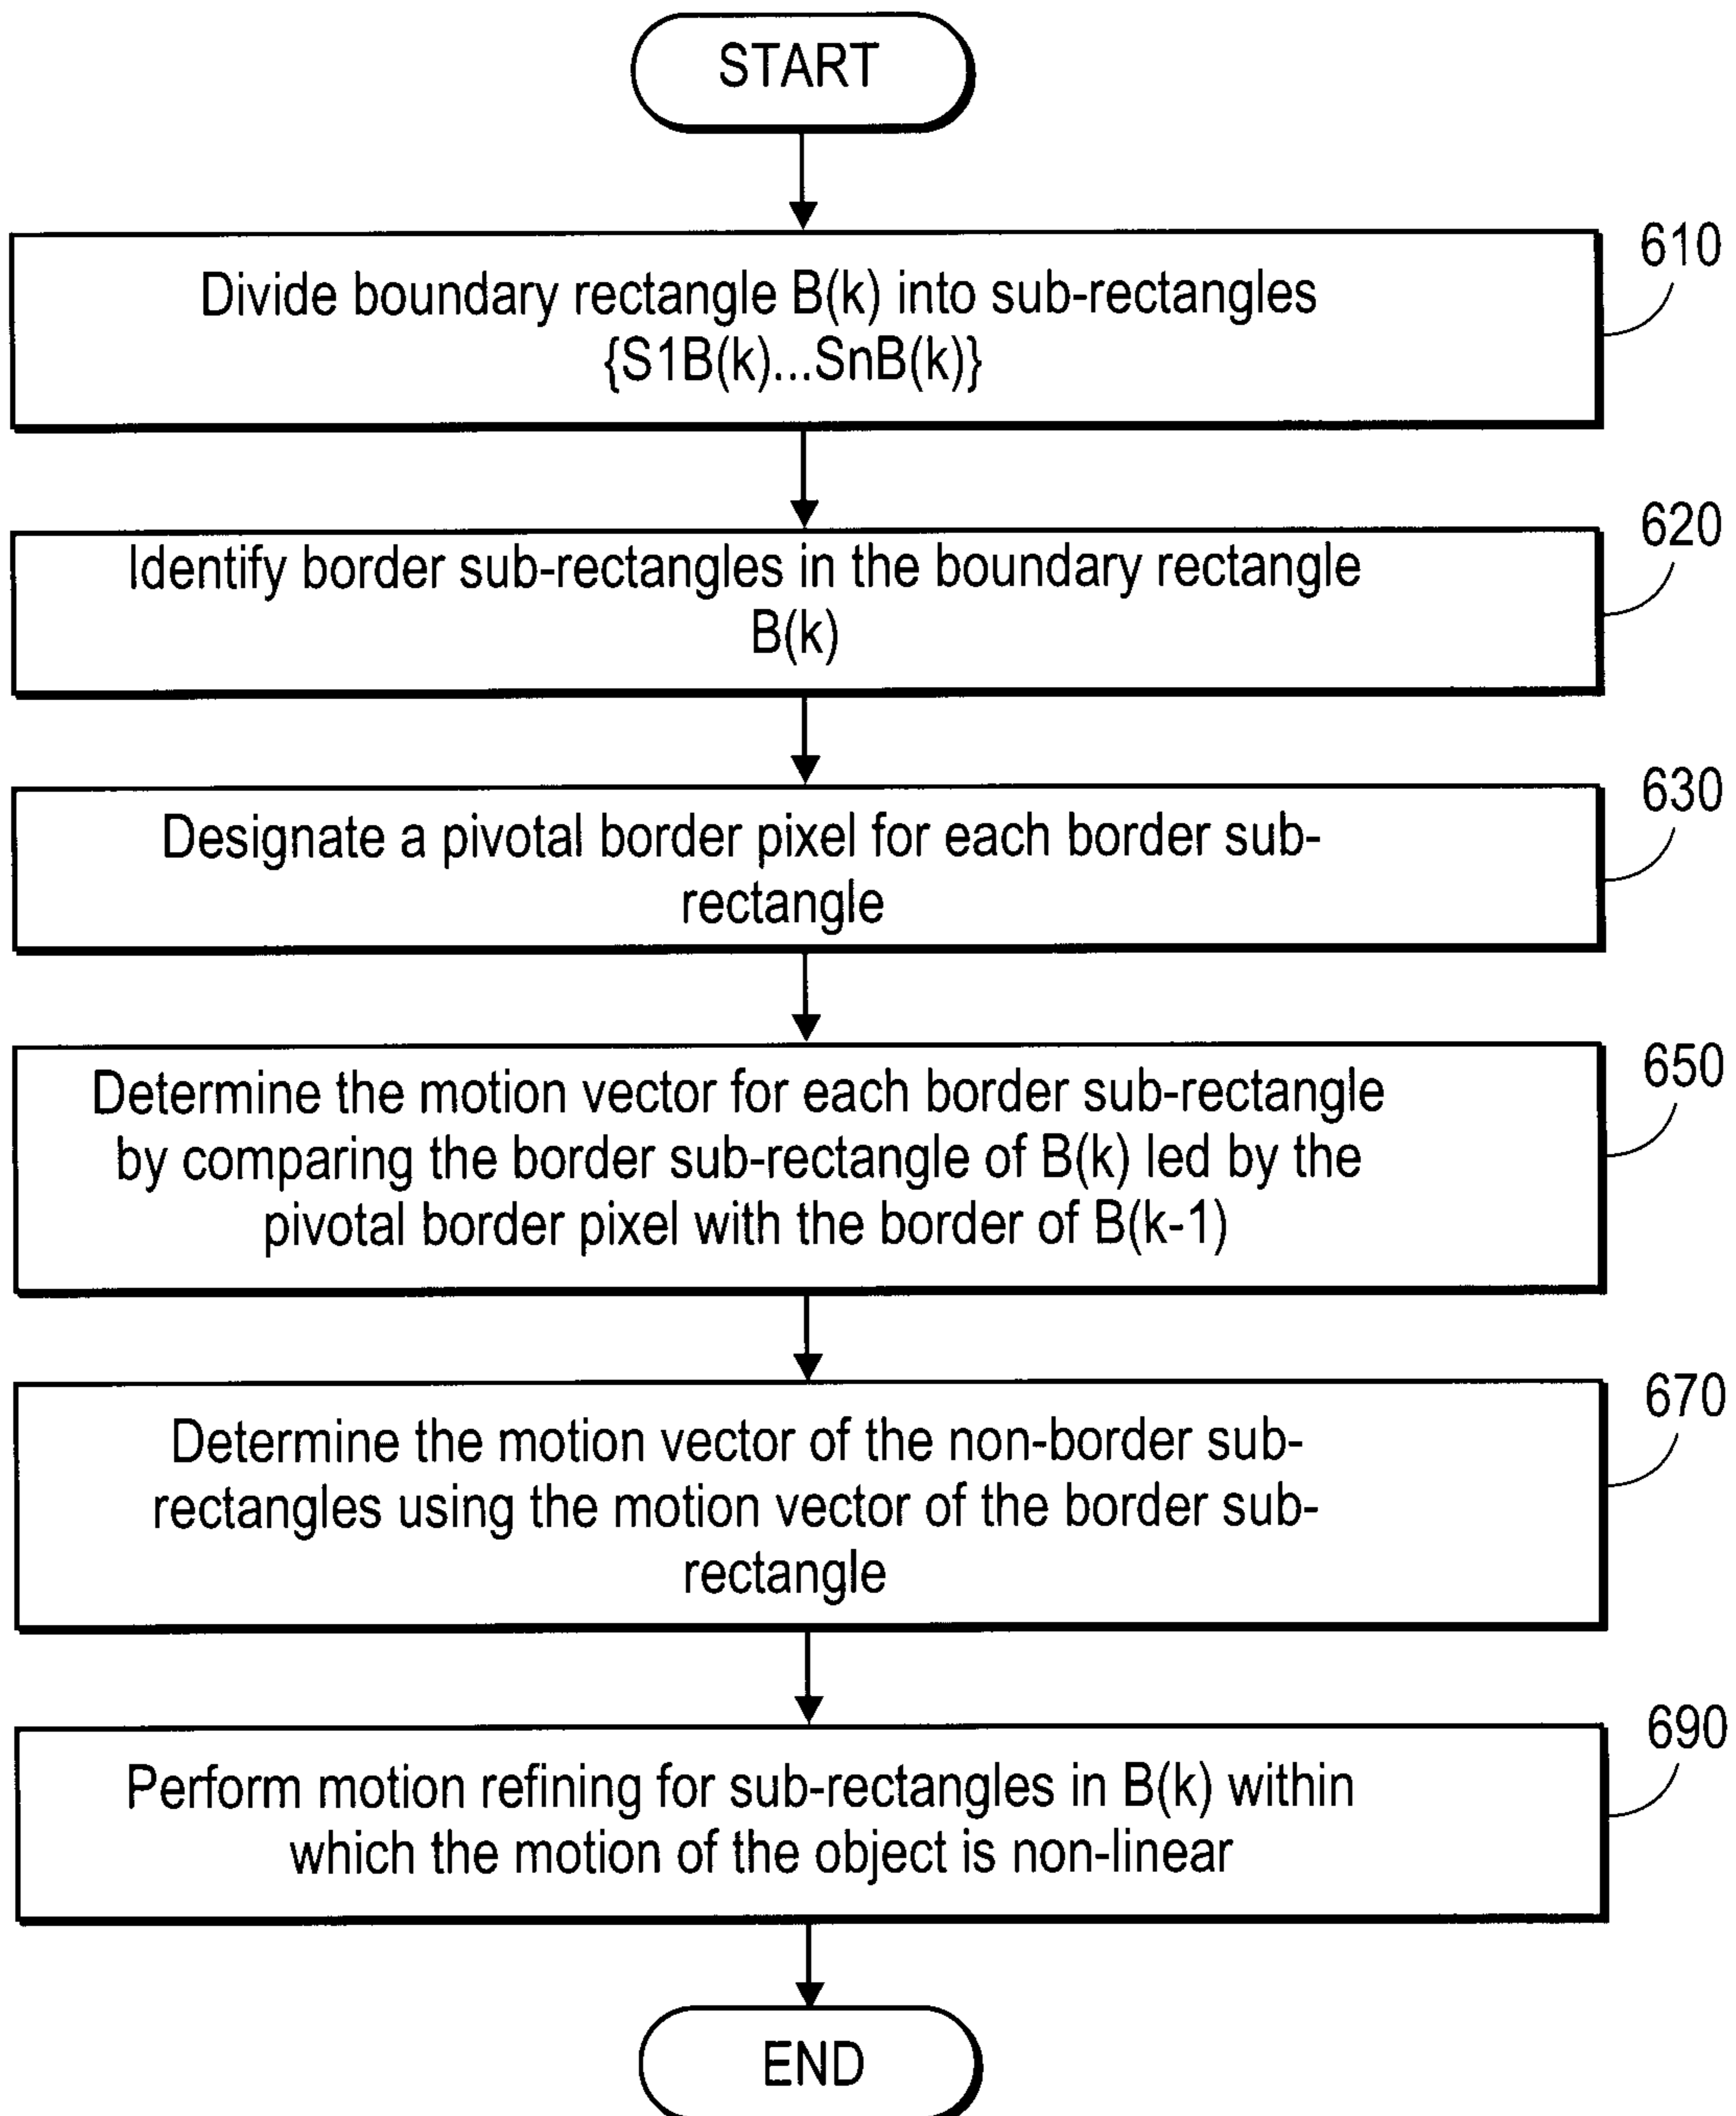 START
610
Divide boundary rectangle B(k) into sub-rectangles
{S1B(k)...SnB(k)}
620
Identify border sub-rectangles in the boundary rectangle
B(k)
630
Designate a pivotal border pixel for each border sub-
rectangle
650
Determine the motion vector for each border sub-rectangle
by comparing the border sub-rectangle of B(k) led by the
pivotal border pixel with the border of B(k-1)
670
Determine the motion vector of the non-border sub-
rectangles using the motion vector of the border sub-
rectangle
690
Perform motion refining for sub-rectangles in B(k) within
which the motion of the object is non-linear
END